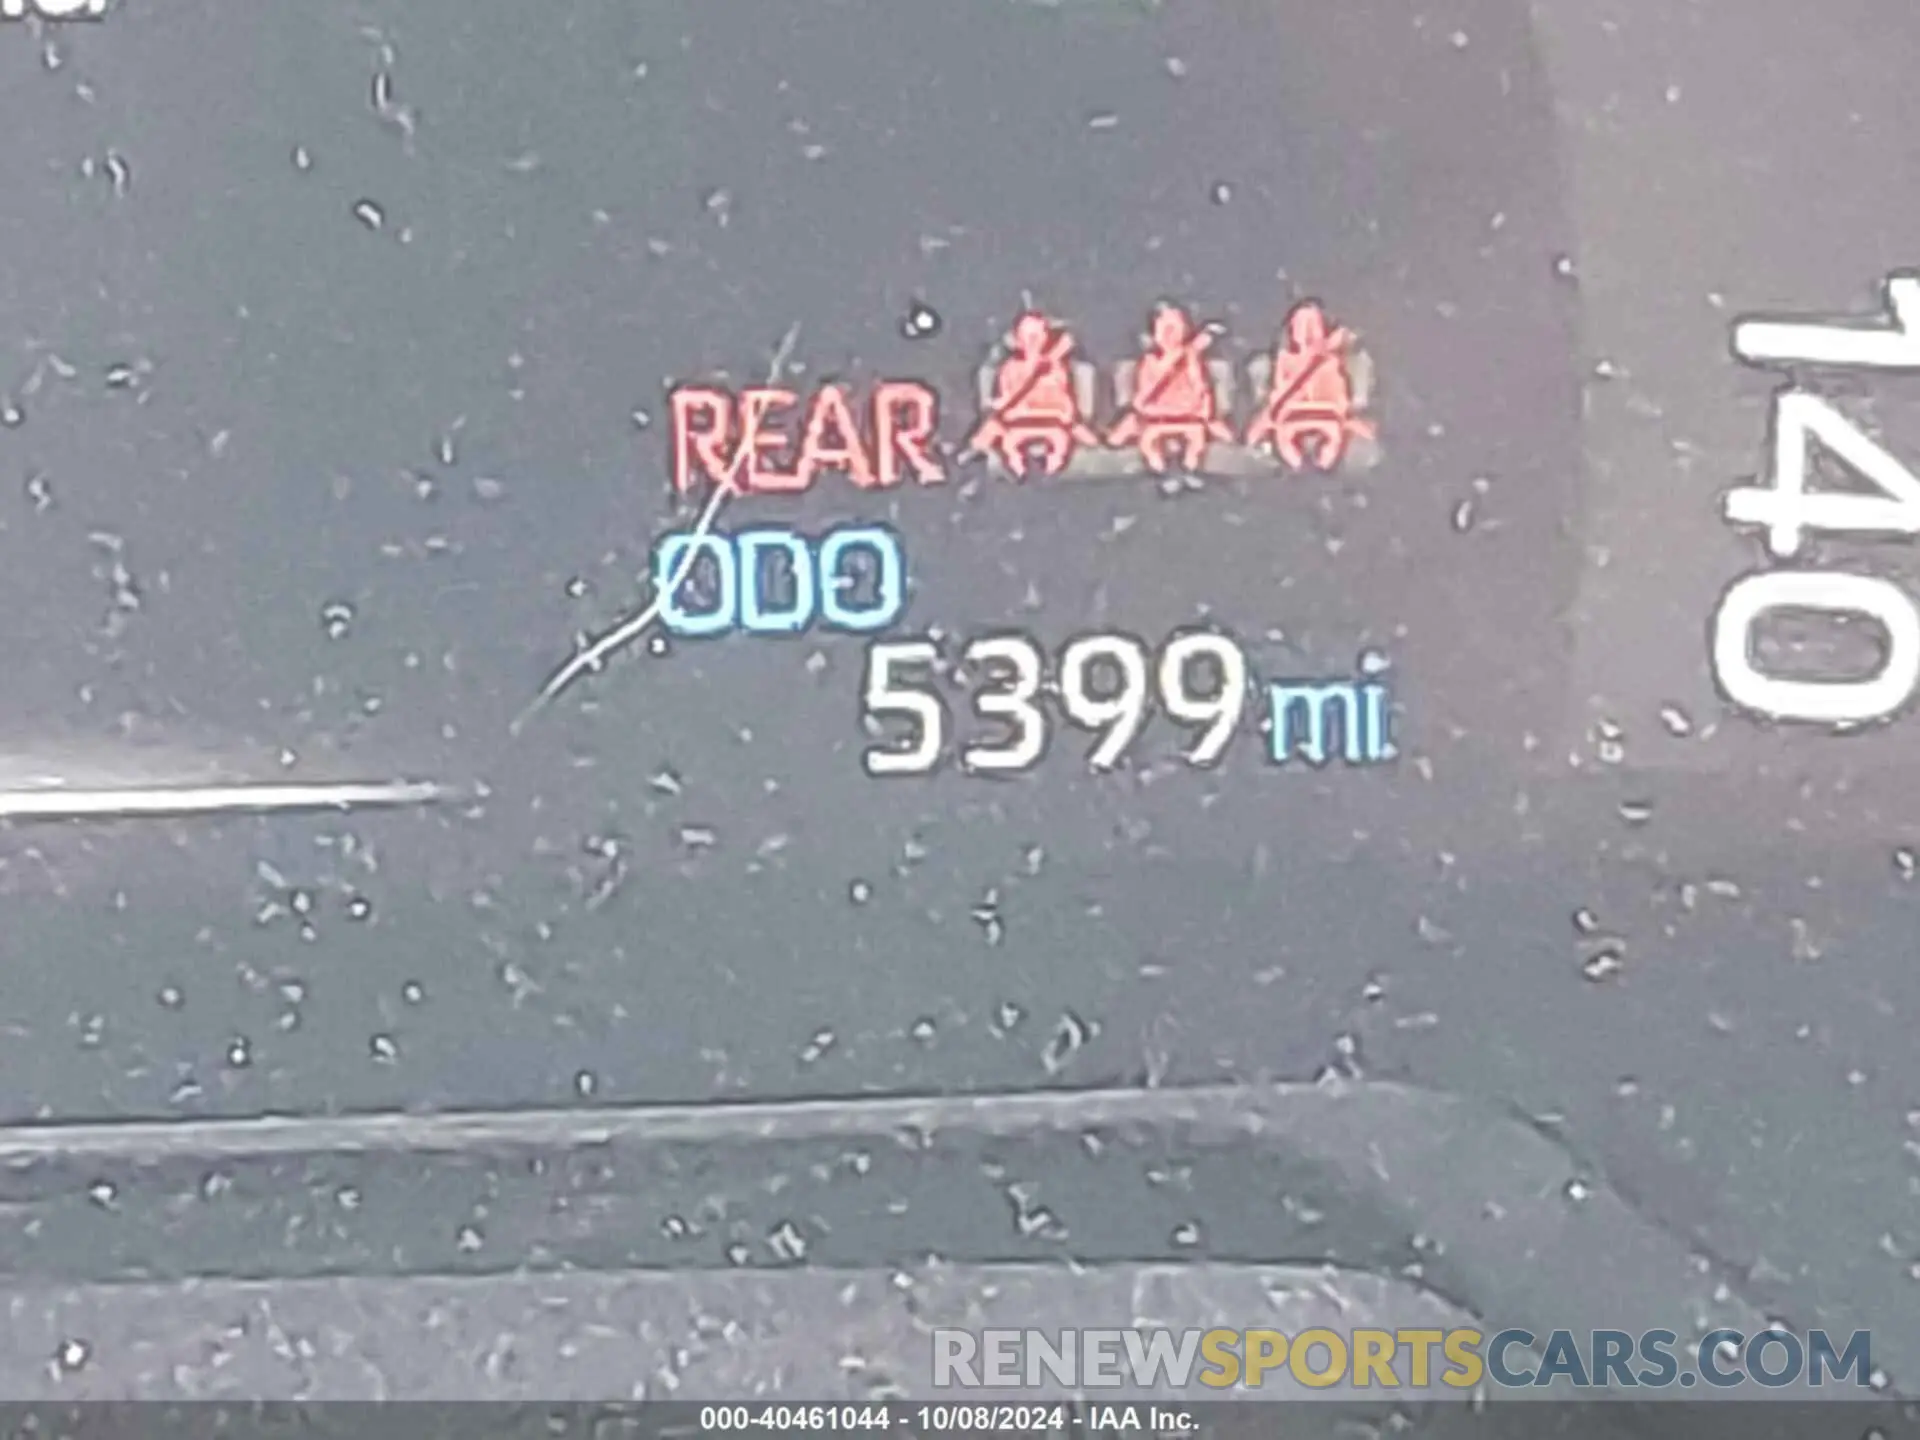 REAR
ODO
5399 mi
140
RENEWSPORTSCARS.COM
000-40461044 - 10/08/2024 - IAA Inc.